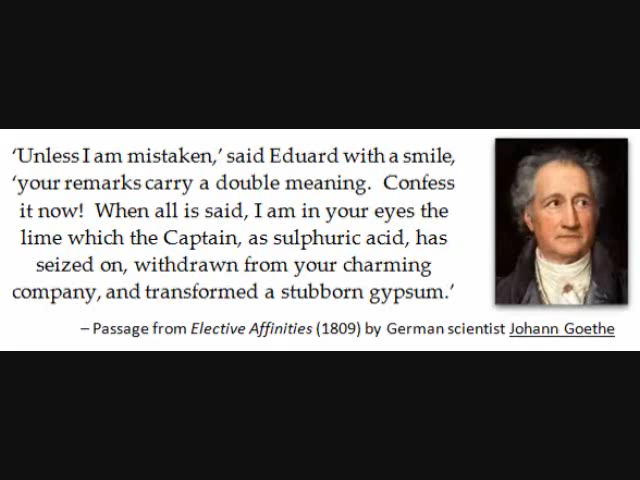 ‘Unless I am mistaken,’ said Eduard with a smile,
‘your remarks carry a double meaning.  Confess
it now!  When all is said, I am in your eyes the
lime which the Captain, as sulphuric acid, has
seized on, withdrawn from your charming
company, and transformed a stubborn gypsum.’
– Passage from Elective Affinities (1809) by German scientist Johann Goethe